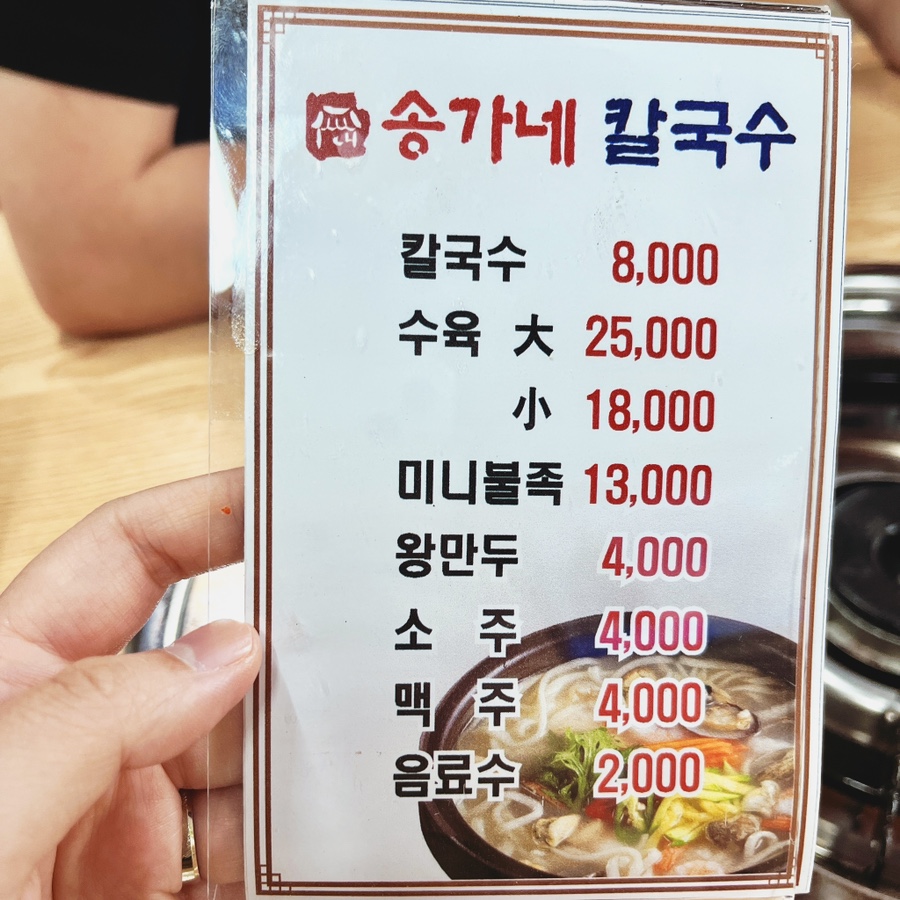 송가네 칼국수
칼국수 8,000
수육 大 25,000
小 18,000
미니불족 13,000
왕만두 4,000
소 주 4,000
맥 주 4,000
음료수 2,000